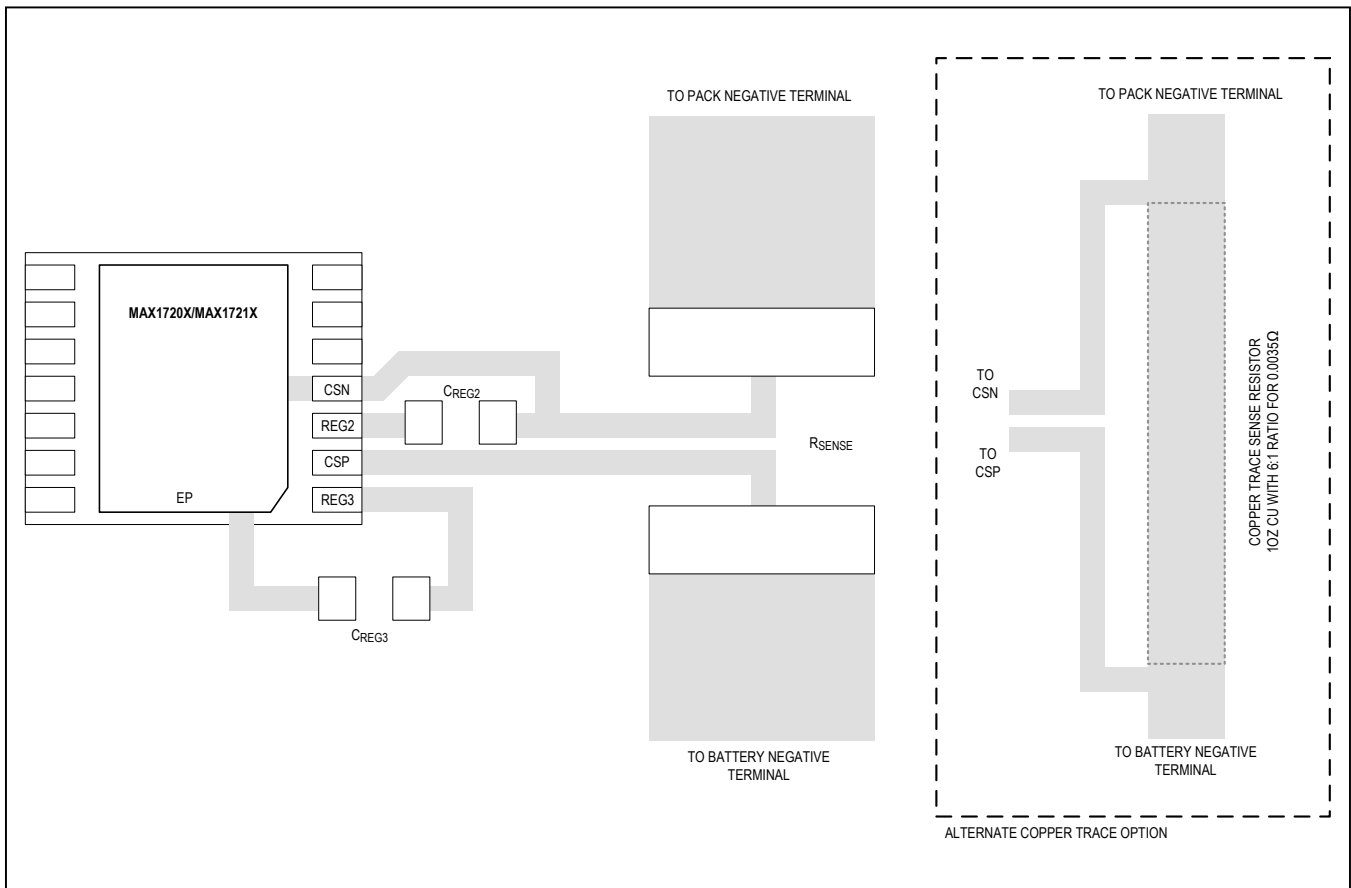 TO PACK NEGATIVE TERMINAL
MAX1720X/MAX1721X
CSN
REG2
CSP
REG3
EP
CREG2
CREG3
RSENSE
TO BATTERY NEGATIVE
TERMINAL
TO PACK NEGATIVE TERMINAL
TO
CSN
TO
CSP
COPPER TRACE SENSE RESISTOR
1OZ CU WITH 6:1 RATIO FOR 0.0035Ω
TO BATTERY NEGATIVE
TERMINAL
ALTERNATE COPPER TRACE OPTION